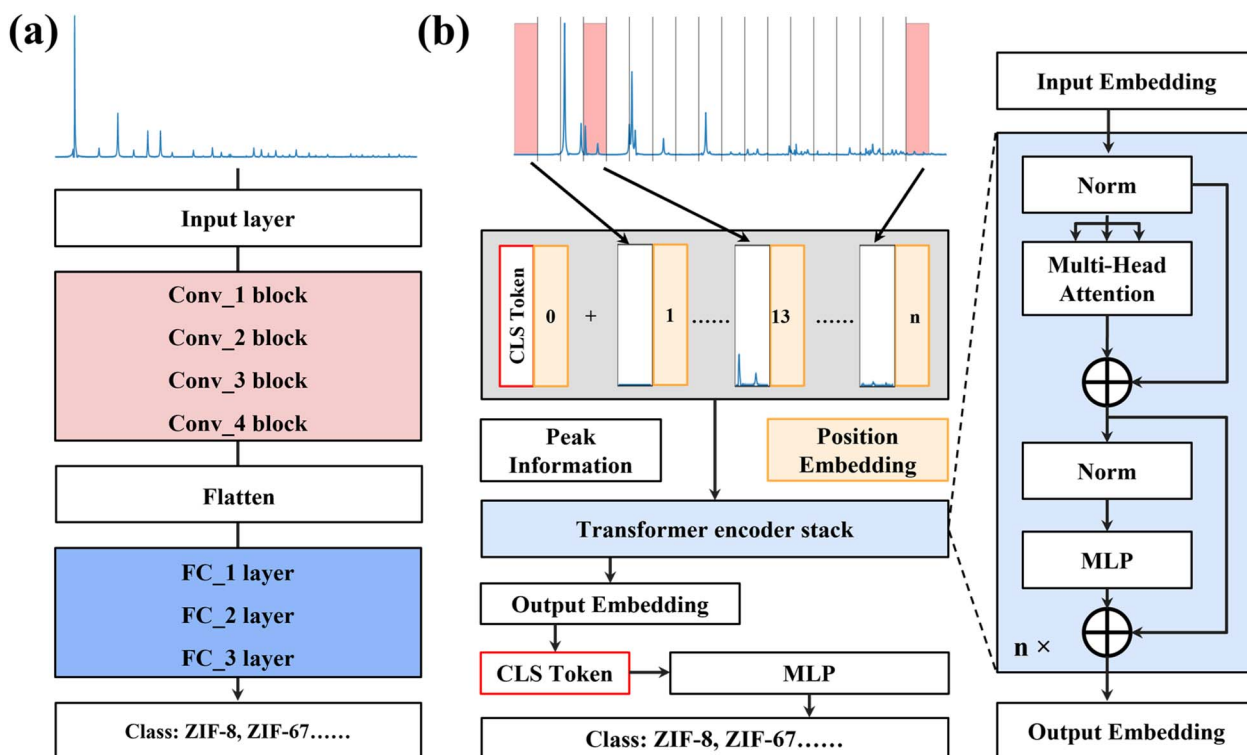 (a)
Input layer
Conv_1 block
Conv_2 block
Conv_3 block
Conv_4 block
Flatten
FC_1 layer
FC_2 layer
FC_3 layer
Class: ZIF-8, ZIF-67……
(b)
CLS Token
0
+
1
……
13
……
n
Peak
Information
Position
Embedding
Transformer encoder stack
Output Embedding
CLS Token
MLP
Class: ZIF-8, ZIF-67……
Input Embedding
Norm
Multi-Head
Attention
Norm
MLP
n ×
Output Embedding